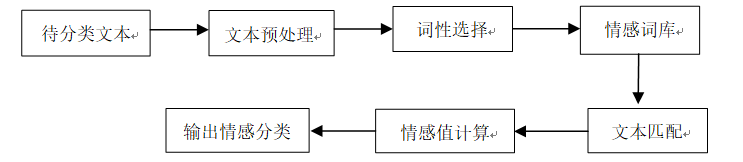 待分类文本
文本预处理
词性选择
情感词库
文本匹配
情感值计算
输出情感分类